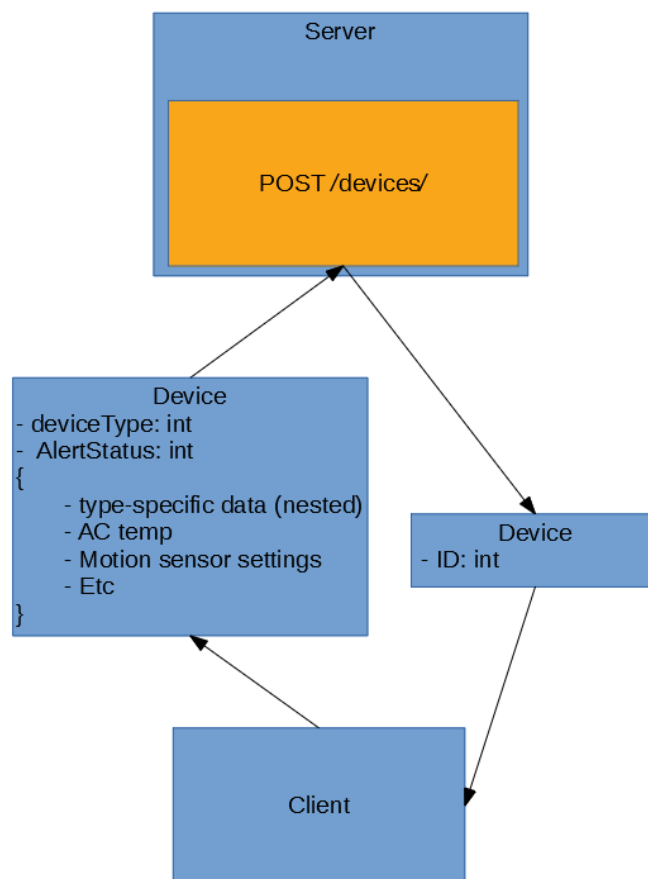 Server
POST /devices/
Device
- deviceType: int
- AlertStatus: int
{
- type-specific data (nested)
- AC temp
- Motion sensor settings
- Etc
}
Device
- ID: int
Client